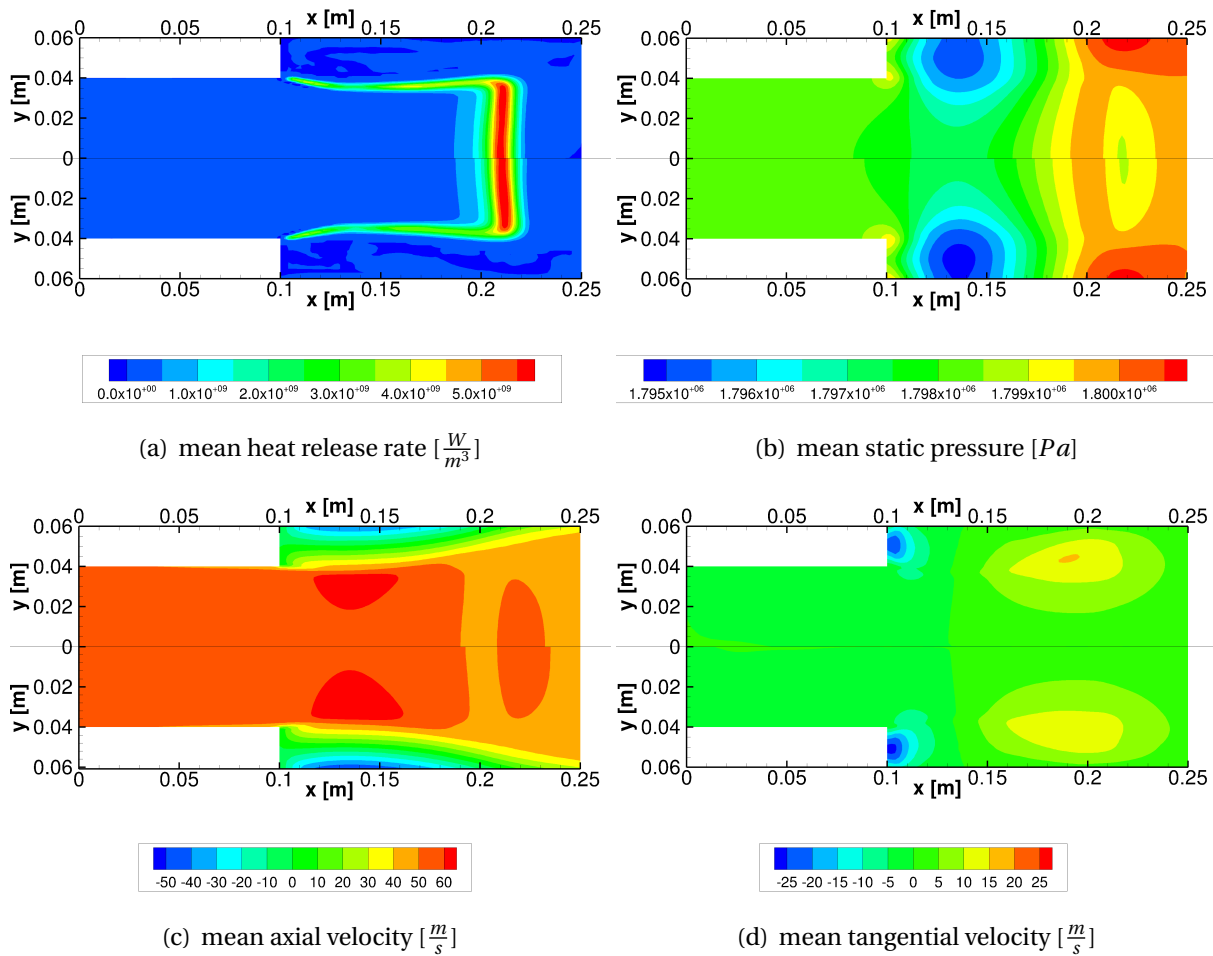 x [m]
0 0.05 0.1 0.15 0.2 0.25
0.06
0.04
0.02
0
0.02
0.04
0.06
y [m]
y [m]
0 0.05 0.1 0.15 0.2 0.25
x [m]
0.0x10+00 1.0x10+09 2.0x10+09 3.0x10+09 4.0x10+09 5.0x10+09
(a) mean heat release rate [W/m³]
x [m]
0 0.05 0.1 0.15 0.2 0.25
0.06
0.04
0.02
0
0.02
0.04
0.06
y [m]
y [m]
0 0.05 0.1 0.15 0.2 0.25
x [m]
1.795x10+06 1.796x10+06 1.797x10+06 1.798x10+06 1.799x10+06 1.800x10+06
(b) mean static pressure [Pa]
x [m]
0 0.05 0.1 0.15 0.2 0.25
0.06
0.04
0.02
0
0.02
0.04
0.06
y [m]
y [m]
0 0.05 0.1 0.15 0.2 0.25
x [m]
-50 -40 -30 -20 -10 0 10 20 30 40 50 60
(c) mean axial velocity [m/s]
x [m]
0 0.05 0.1 0.15 0.2 0.25
0.06
0.04
0.02
0
0.02
0.04
0.06
y [m]
y [m]
0 0.05 0.1 0.15 0.2 0.25
x [m]
-25 -20 -15 -10 -5 0 5 10 15 20 25
(d) mean tangential velocity [m/s]